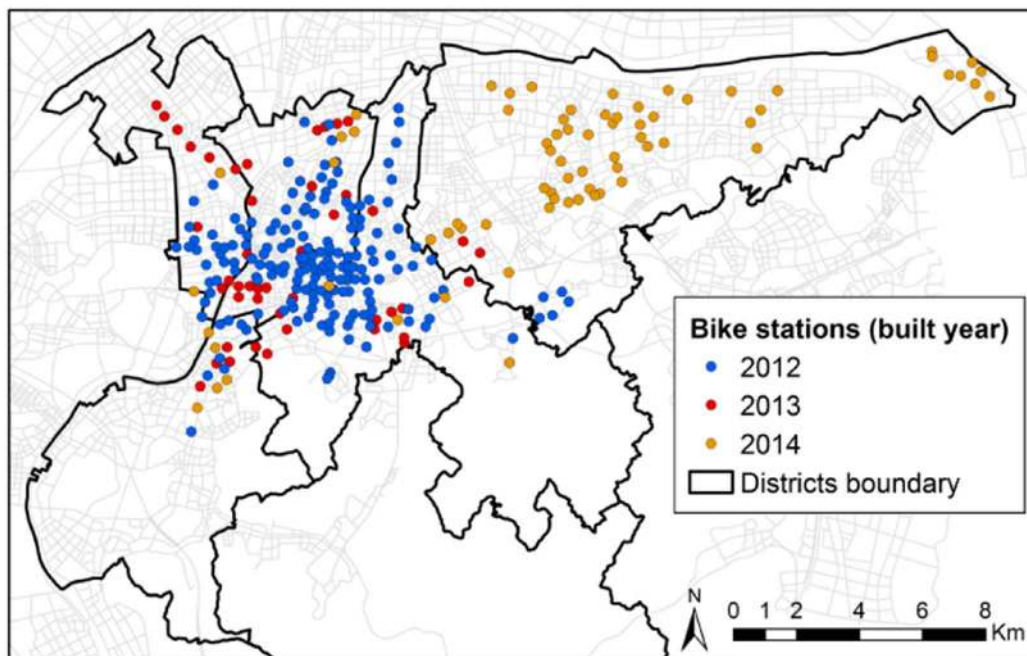 Bike stations (built year)
2012
2013
2014
Districts boundary
N
0 1 2 4 6 8
Km